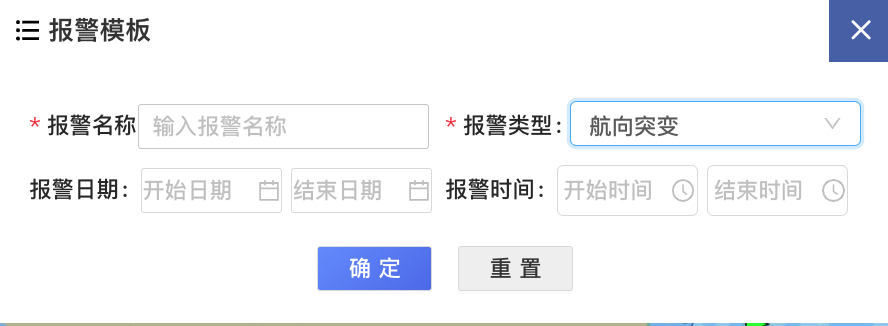 报警模板
* 报警名称 输入报警名称 * 报警类型: 航向突变
报警日期: 开始日期 结束日期 报警时间: 开始时间 结束时间
确 定 重 置